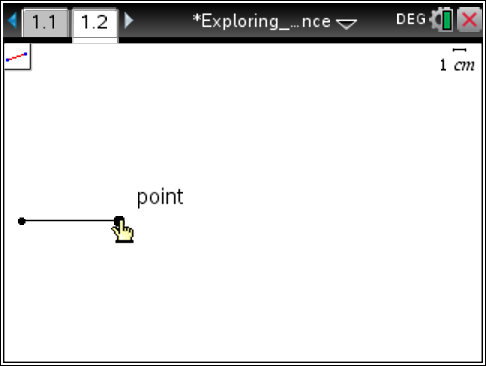 1.1 1.2 *Exploring_...nce DEG
1 cm
point